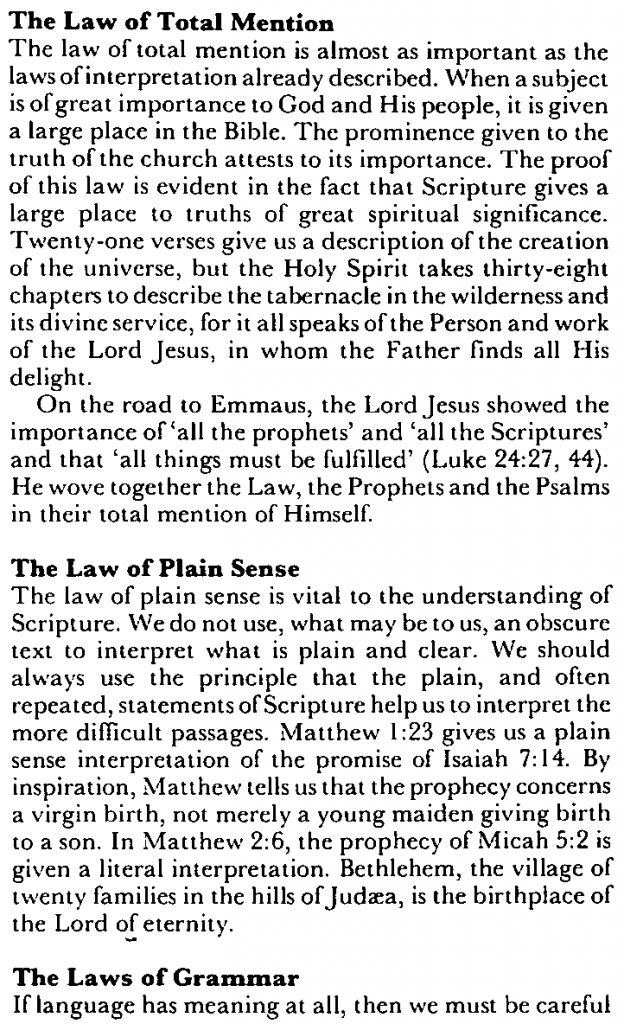 The Law of Total Mention
The law of total mention is almost as important as the
laws of interpretation already described. When a subject
is of great importance to God and His people, it is given
a large place in the Bible. The prominence given to the
truth of the church attests to its importance. The proof
of this law is evident in the fact that Scripture gives a
large place to truths of great spiritual significance.
Twenty-one verses give us a description of the creation
of the universe, but the Holy Spirit takes thirty-eight
chapters to describe the tabernacle in the wilderness and
its divine service, for it all speaks of the Person and work
of the Lord Jesus, in whom the Father finds all His
delight.
On the road to Emmaus, the Lord Jesus showed the
importance of ‘all the prophets’ and ‘all the Scriptures’
and that ‘all things must be fulfilled’ (Luke 24:27, 44).
He wove together the Law, the Prophets and the Psalms
in their total mention of Himself.
The Law of Plain Sense
The law of plain sense is vital to the understanding of
Scripture. We do not use, what may be to us, an obscure
text to interpret what is plain and clear. We should
always use the principle that the plain, and often
repeated, statements of Scripture help us to interpret the
more difficult passages. Matthew 1:23 gives us a plain
sense interpretation of the promise of Isaiah 7:14. By
inspiration, Matthew tells us that the prophecy concerns
a virgin birth, not merely a young maiden giving birth
to a son. In Matthew 2:6, the prophecy of Micah 5:2 is
given a literal interpretation. Bethlehem, the village of
twenty families in the hills of Judæa, is the birthplace of
the Lord of eternity.
The Laws of Grammar
If language has meaning at all, then we must be careful